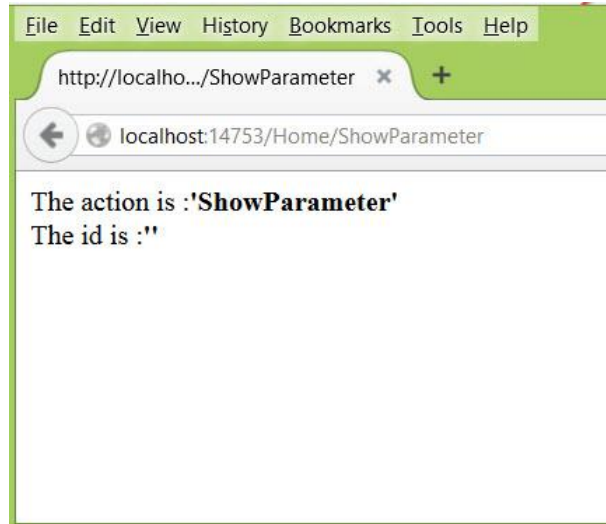 File Edit View History Bookmarks Tools Help
http://localho.../ShowParameter × +
localhost:14753/Home/ShowParameter
The action is :'ShowParameter'
The id is :''